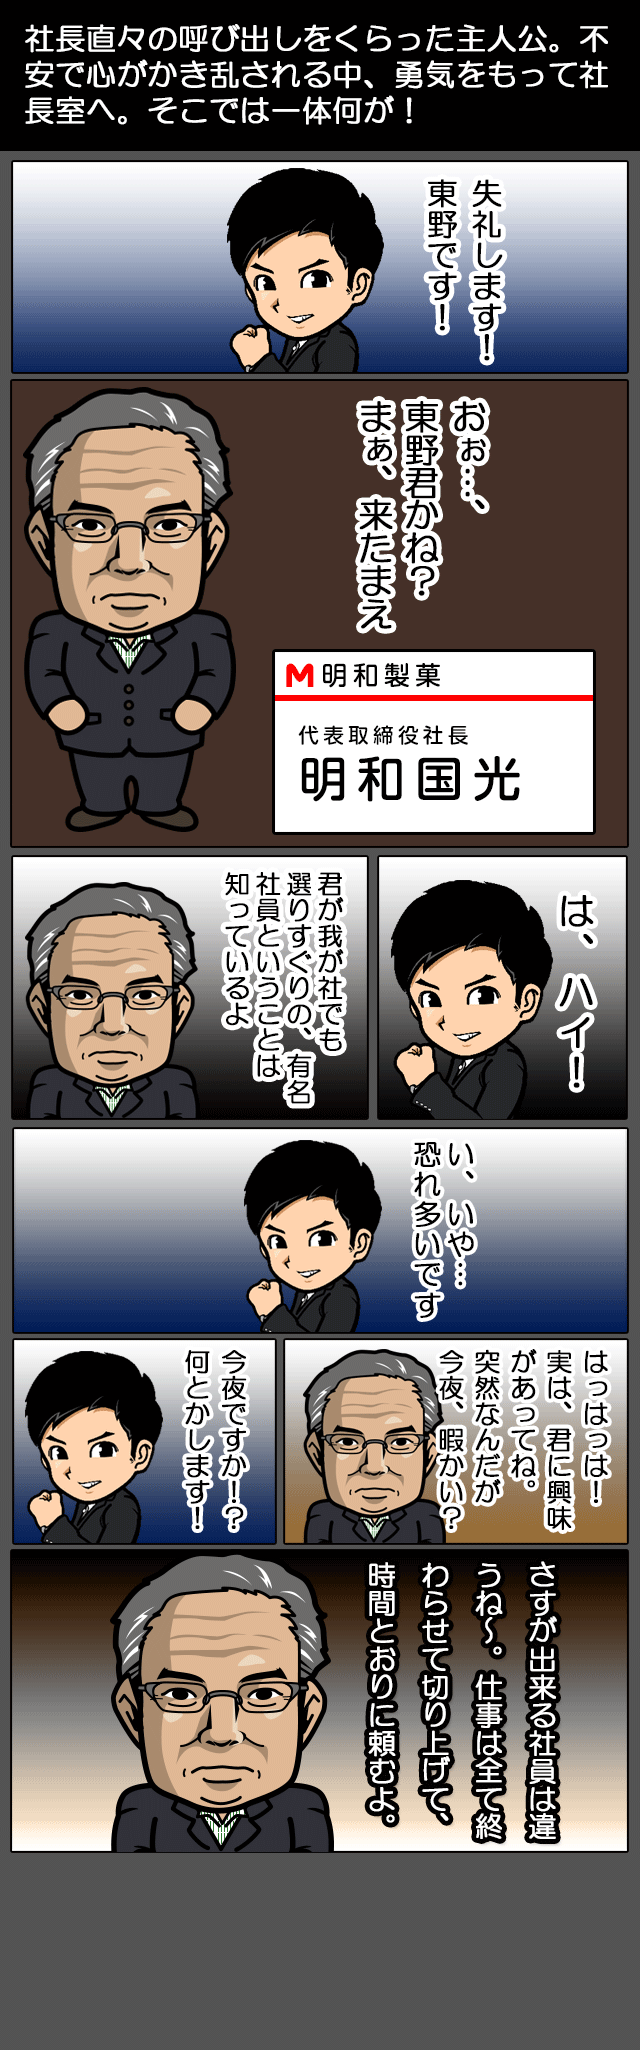 社長直々の呼び出しをくらった主人公。不
安で心がかき乱される中、勇気をもって社
長室へ。そこでは一体何が！
失礼します！
東野です！
おぉ…、
東野君かね？
まぁ、来たまえ
M 明和製菓
代表取締役社長
明和国光
は、ハイ！
君が我が社でも
選りすぐりの、有名
社員ということは
知っているよ
い、いや…
恐れ多いです
はっはっは！
実は、君に興味
があってね。
突然なんだが
今夜、暇かい？
今夜ですか！？
何とかします！
さすが出来る社員は違
うね～。仕事は全て終
わらせて切り上げて、
時間とおりに頼むよ。